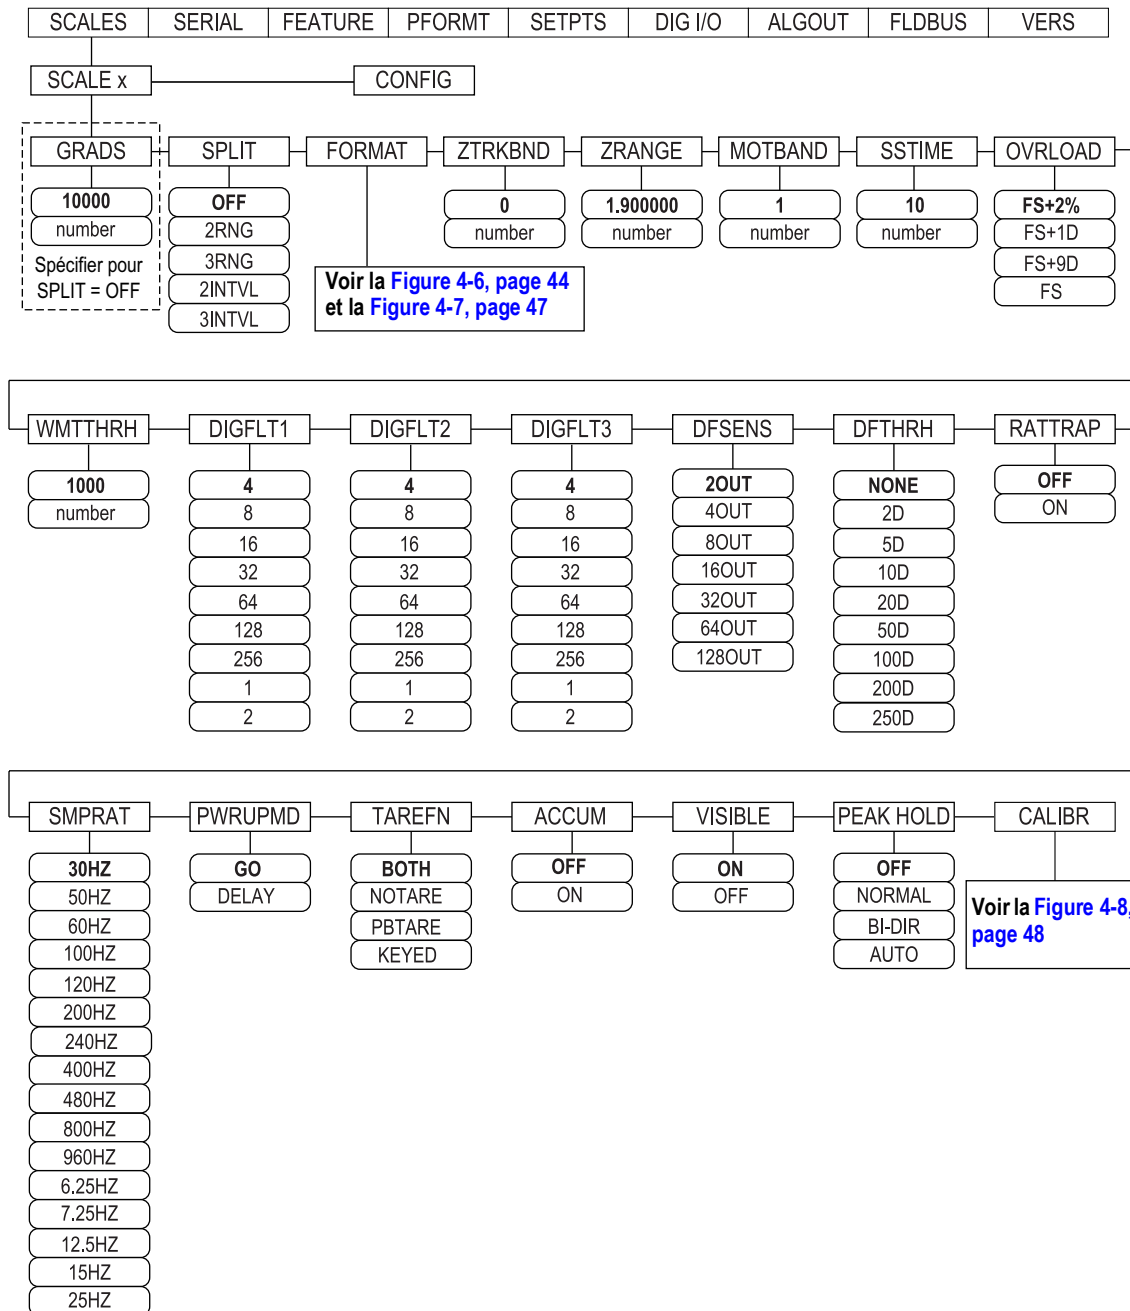 SCALES SERIAL FEATURE PFORMT SETPTS DIG I/O ALGOUT FLDBUS VERS
SCALE x CONFIG
GRADS SPLIT FORMAT ZTRKBND ZRANGE MOTBAND SSTIME OVRLOAD
10000
number
Spécifier pour
SPLIT = OFF
OFF
2RNG
3RNG
2INTVL
3INTVL
Voir la Figure 4-6, page 44
et la Figure 4-7, page 47
0
number
1.900000
number
1
number
10
number
FS+2%
FS+1D
FS+9D
FS
WMTTHRH DIGFLT1 DIGFLT2 DIGFLT3 DFSENS DFTHRH RATTRAP
1000
number
4
8
16
32
64
128
256
1
2
4
8
16
32
64
128
256
1
2
4
8
16
32
64
128
256
1
2
2OUT
4OUT
8OUT
16OUT
32OUT
64OUT
128OUT
NONE
2D
5D
10D
20D
50D
100D
200D
250D
OFF
ON
SMPRAT PWRUPMD TAREFN ACCUM VISIBLE PEAK HOLD CALIBR
30HZ
50HZ
60HZ
100HZ
120HZ
200HZ
240HZ
400HZ
480HZ
800HZ
960HZ
6.25HZ
7.25HZ
12.5HZ
15HZ
25HZ
GO
DELAY
BOTH
NOTARE
PBTARE
KEYED
OFF
ON
ON
OFF
OFF
NORMAL
BI-DIR
AUTO
Voir la Figure 4-8,
page 48